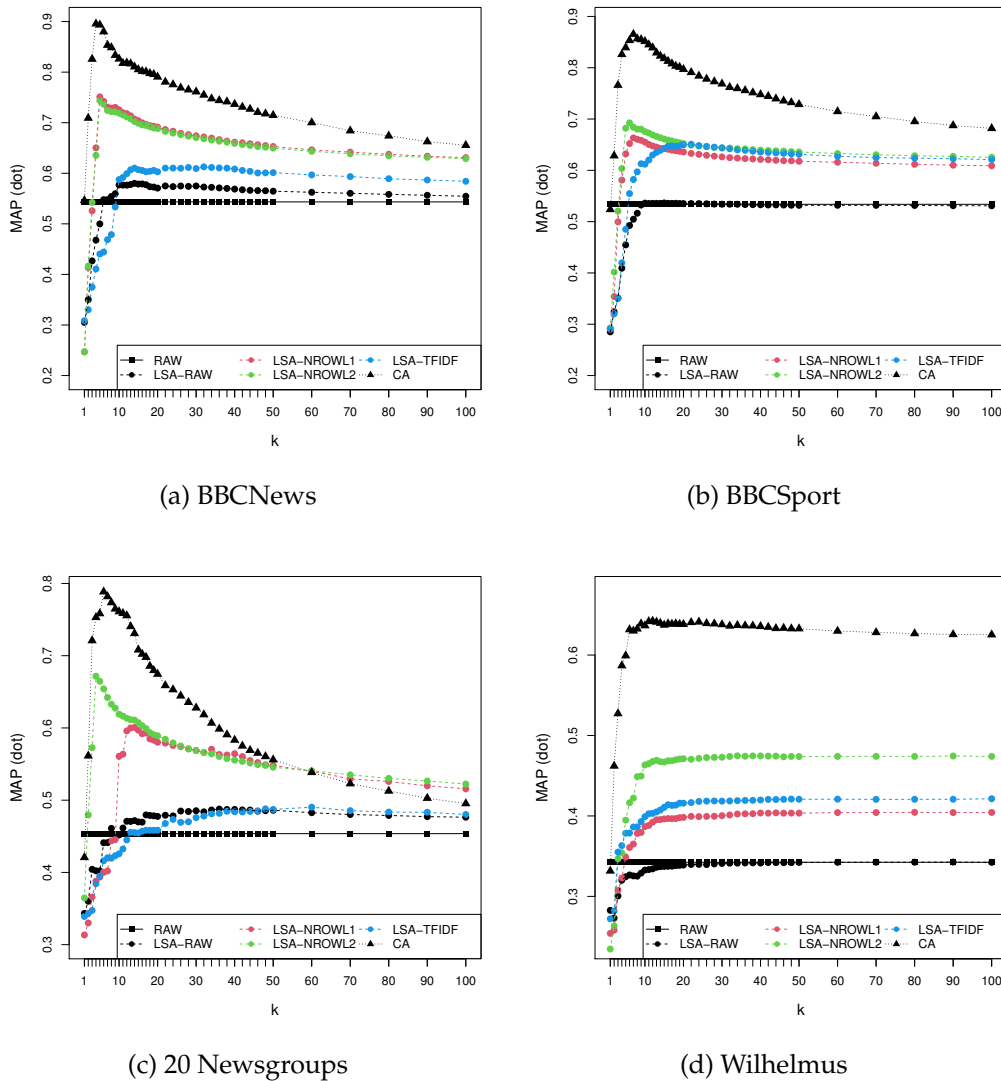 MAP (dot)
0.9
0.8
0.7
0.6
0.5
0.4
0.3
0.2
RAW
LSA-RAW
LSA-NROWL1
LSA-NROWL2
LSA-TFIDF
CA
1 10 20 30 40 50 60 70 80 90 100
k
(a) BBCNews
MAP (dot)
0.9
0.8
0.7
0.6
0.5
0.4
0.3
0.2
RAW
LSA-RAW
LSA-NROWL1
LSA-NROWL2
LSA-TFIDF
CA
1 10 20 30 40 50 60 70 80 90 100
k
(b) BBCSport
MAP (dot)
0.8
0.7
0.6
0.5
0.4
0.3
RAW
LSA-RAW
LSA-NROWL1
LSA-NROWL2
LSA-TFIDF
CA
1 10 20 30 40 50 60 70 80 90 100
k
(c) 20 Newsgroups
MAP (dot)
0.6
0.5
0.4
0.3
RAW
LSA-RAW
LSA-NROWL1
LSA-NROWL2
LSA-TFIDF
CA
1 10 20 30 40 50 60 70 80 90 100
k
(d) Wilhelmus